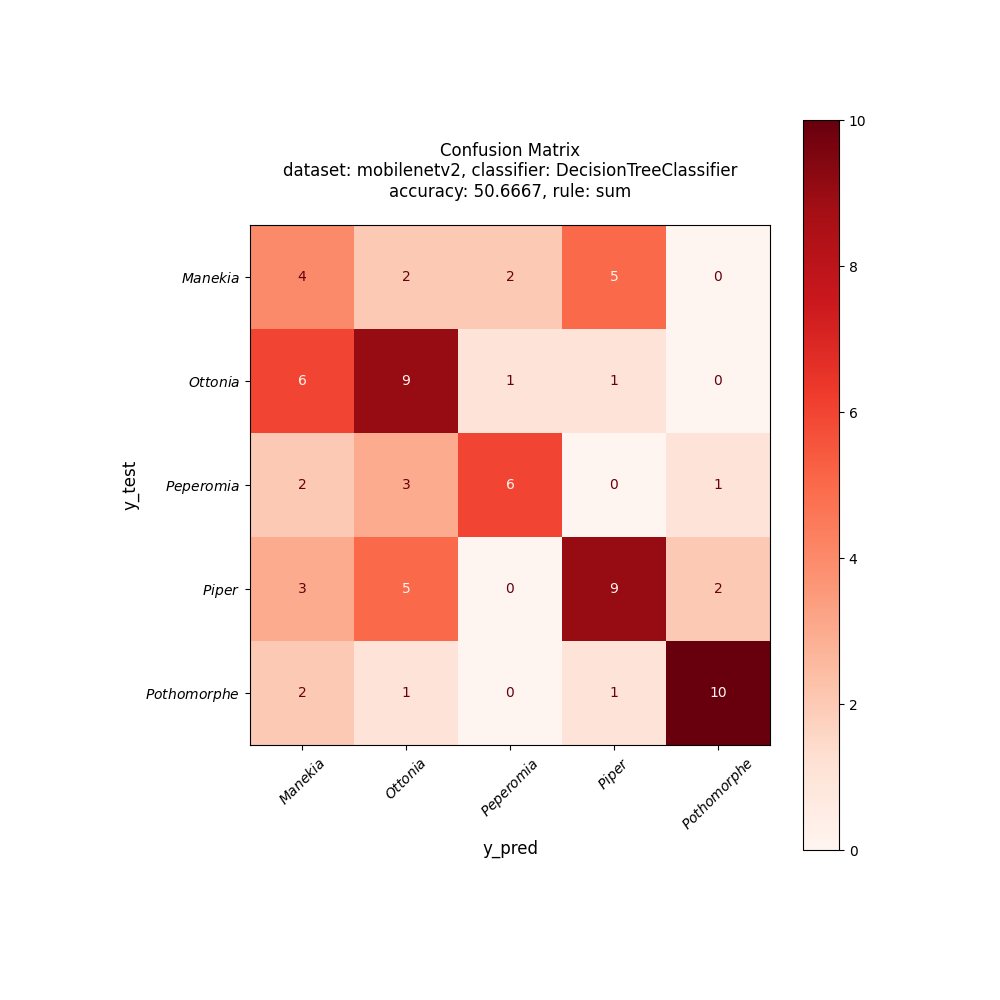 Confusion Matrix
dataset: mobilenetv2, classifier: DecisionTreeClassifier
accuracy: 50.6667, rule: sum
y_test
Manekia 4 2 2 5 0
Ottonia 6 9 1 1 0
Peperomia 2 3 6 0 1
Piper 3 5 0 9 2
Pothomorphe 2 1 0 1 10
Manekia Ottonia Peperomia Piper Pothomorphe
y_pred
10
8
6
4
2
0